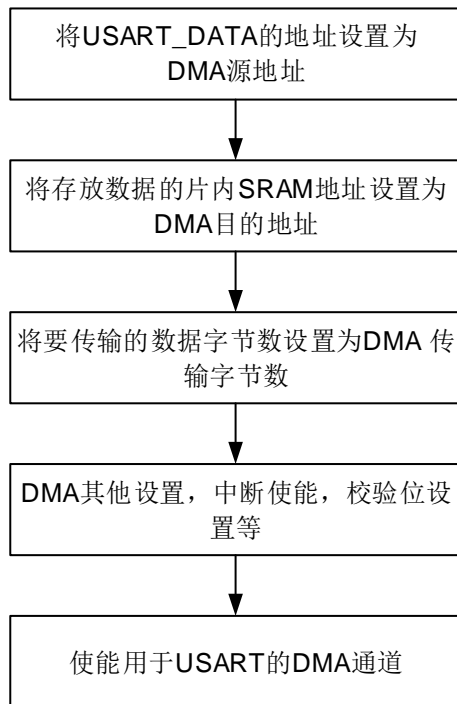 将USART_DATA的地址设置为
DMA源地址
将存放数据的片内SRAM地址设置为
DMA目的地址
将要传输的数据字节数设置为DMA 传
输字节数
DMA其他设置，中断使能，校验位设
置等
使能用于USART的DMA通道